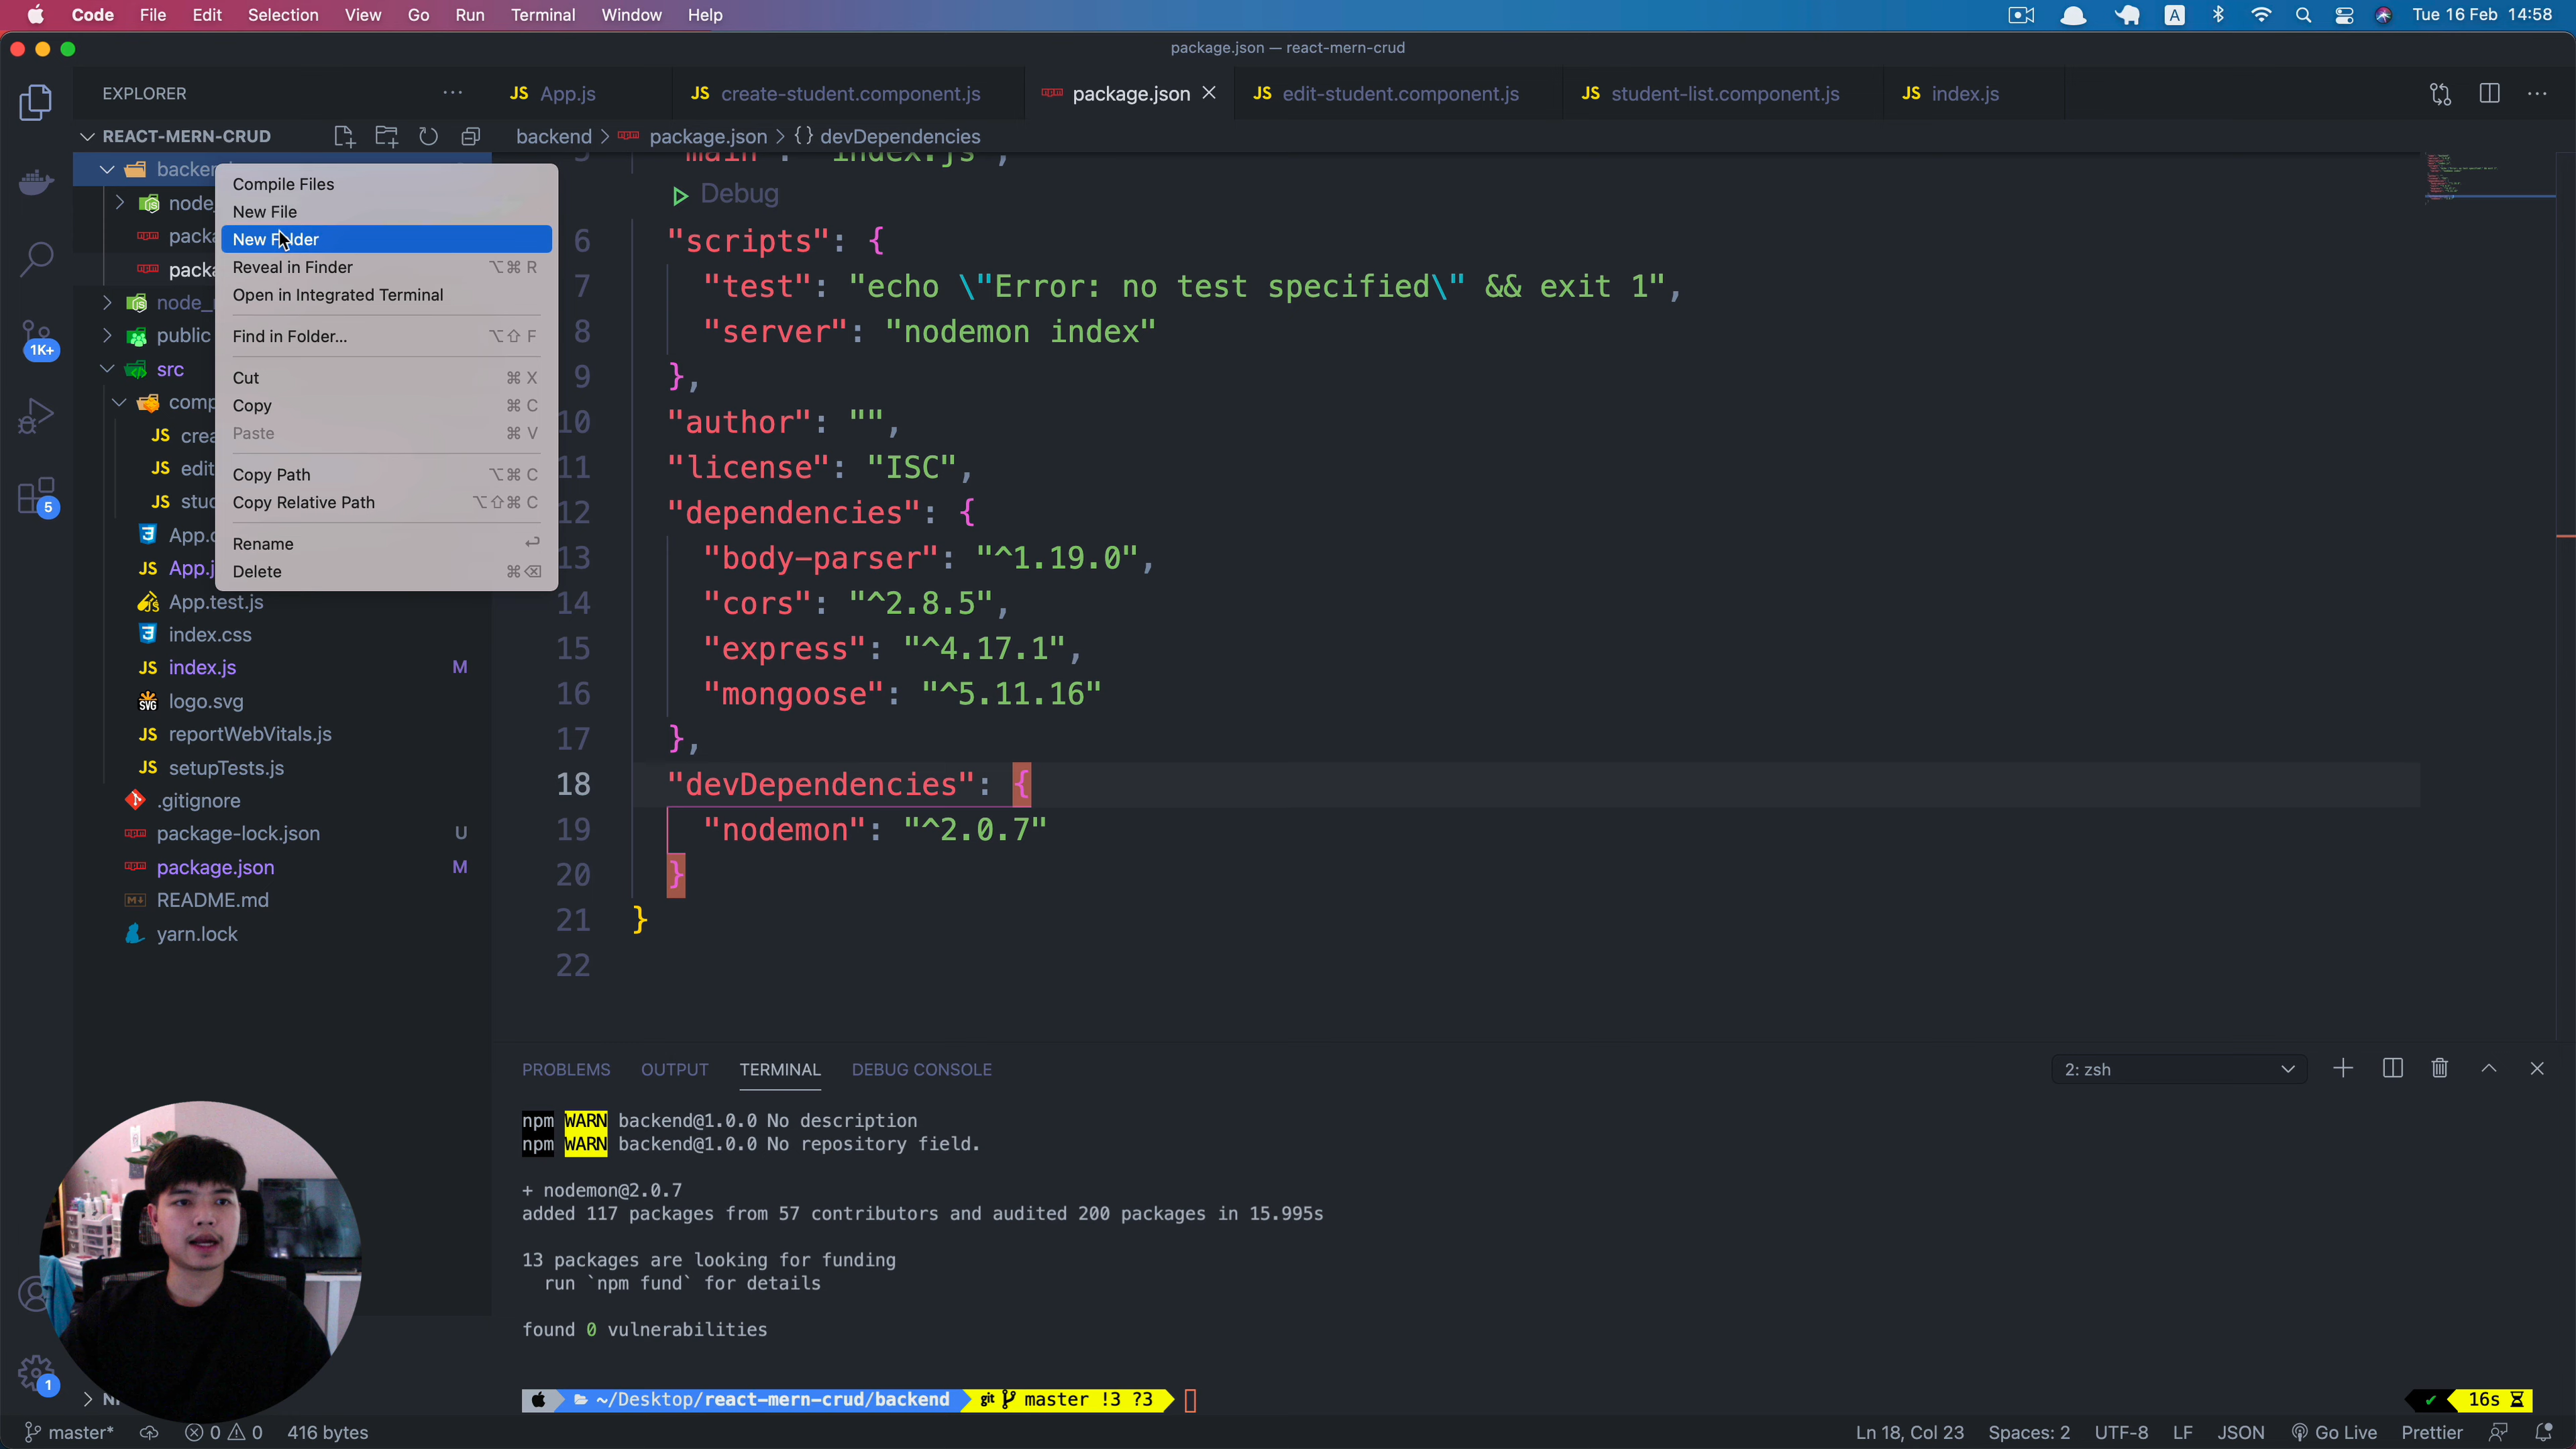 Code File Edit Selection View Go Run Terminal Window Help
A
Tue 16 Feb 14:58
package.json — react-mern-crud
EXPLORER
JS App.js
JS create-student.component.js
package.json
JS edit-student.component.js
JS student-list.component.js
JS index.js
REACT-MERN-CRUD
backend > package.json > {} devDependencies
Compile Files
New File
New Folder
Reveal in Finder ⌥⌘ R
Open in Integrated Terminal
Find in Folder... ⌥⇧ F
Cut ⌘ X
Copy ⌘ C
Paste ⌘ V
Copy Path ⌥⌘ C
Copy Relative Path ⌥⇧⌘ C
Rename
Delete
public
src
JS
JS
JS
App.test.js
index.css
JS index.js M
logo.svg
JS reportWebVitals.js
JS setupTests.js
.gitignore
package-lock.json U
package.json M
README.md
yarn.lock
1K+
5
1
Debug
6 "scripts": {
7 "test": "echo \"Error: no test specified\" && exit 1",
8 "server": "nodemon index"
9 },
10 "author": "",
11 "license": "ISC",
12 "dependencies": {
13 "body-parser": "^1.19.0",
14 "cors": "^2.8.5",
15 "express": "^4.17.1",
16 "mongoose": "^5.11.16"
17 },
18 "devDependencies": {
19 "nodemon": "^2.0.7"
20 }
21 }
22
PROBLEMS OUTPUT TERMINAL DEBUG CONSOLE
2: zsh
npm WARN backend@1.0.0 No description
npm WARN backend@1.0.0 No repository field.
+ nodemon@2.0.7
added 117 packages from 57 contributors and audited 200 packages in 15.995s
13 packages are looking for funding
run `npm fund` for details
found 0 vulnerabilities
~/Desktop/react-mern-crud/backend git master !3 ?3
✔ 16s
master* 0 0 416 bytes
Ln 18, Col 23 Spaces: 2 UTF-8 LF JSON Go Live Prettier